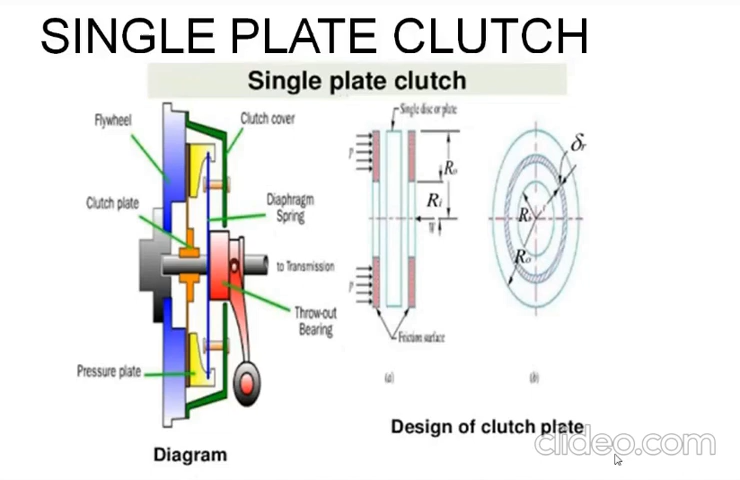 SINGLE PLATE CLUTCH
Single plate clutch
Flywheel
Clutch cover
Clutch plate
Diaphragm
Spring
to Transmission
Throw-out
Bearing
Pressure plate
Diagram
Single disc or plate
P
Ro
Ri
W
P
Friction surface
(a)
δr
Ro
(b)
Design of clutch plate
clideo.com